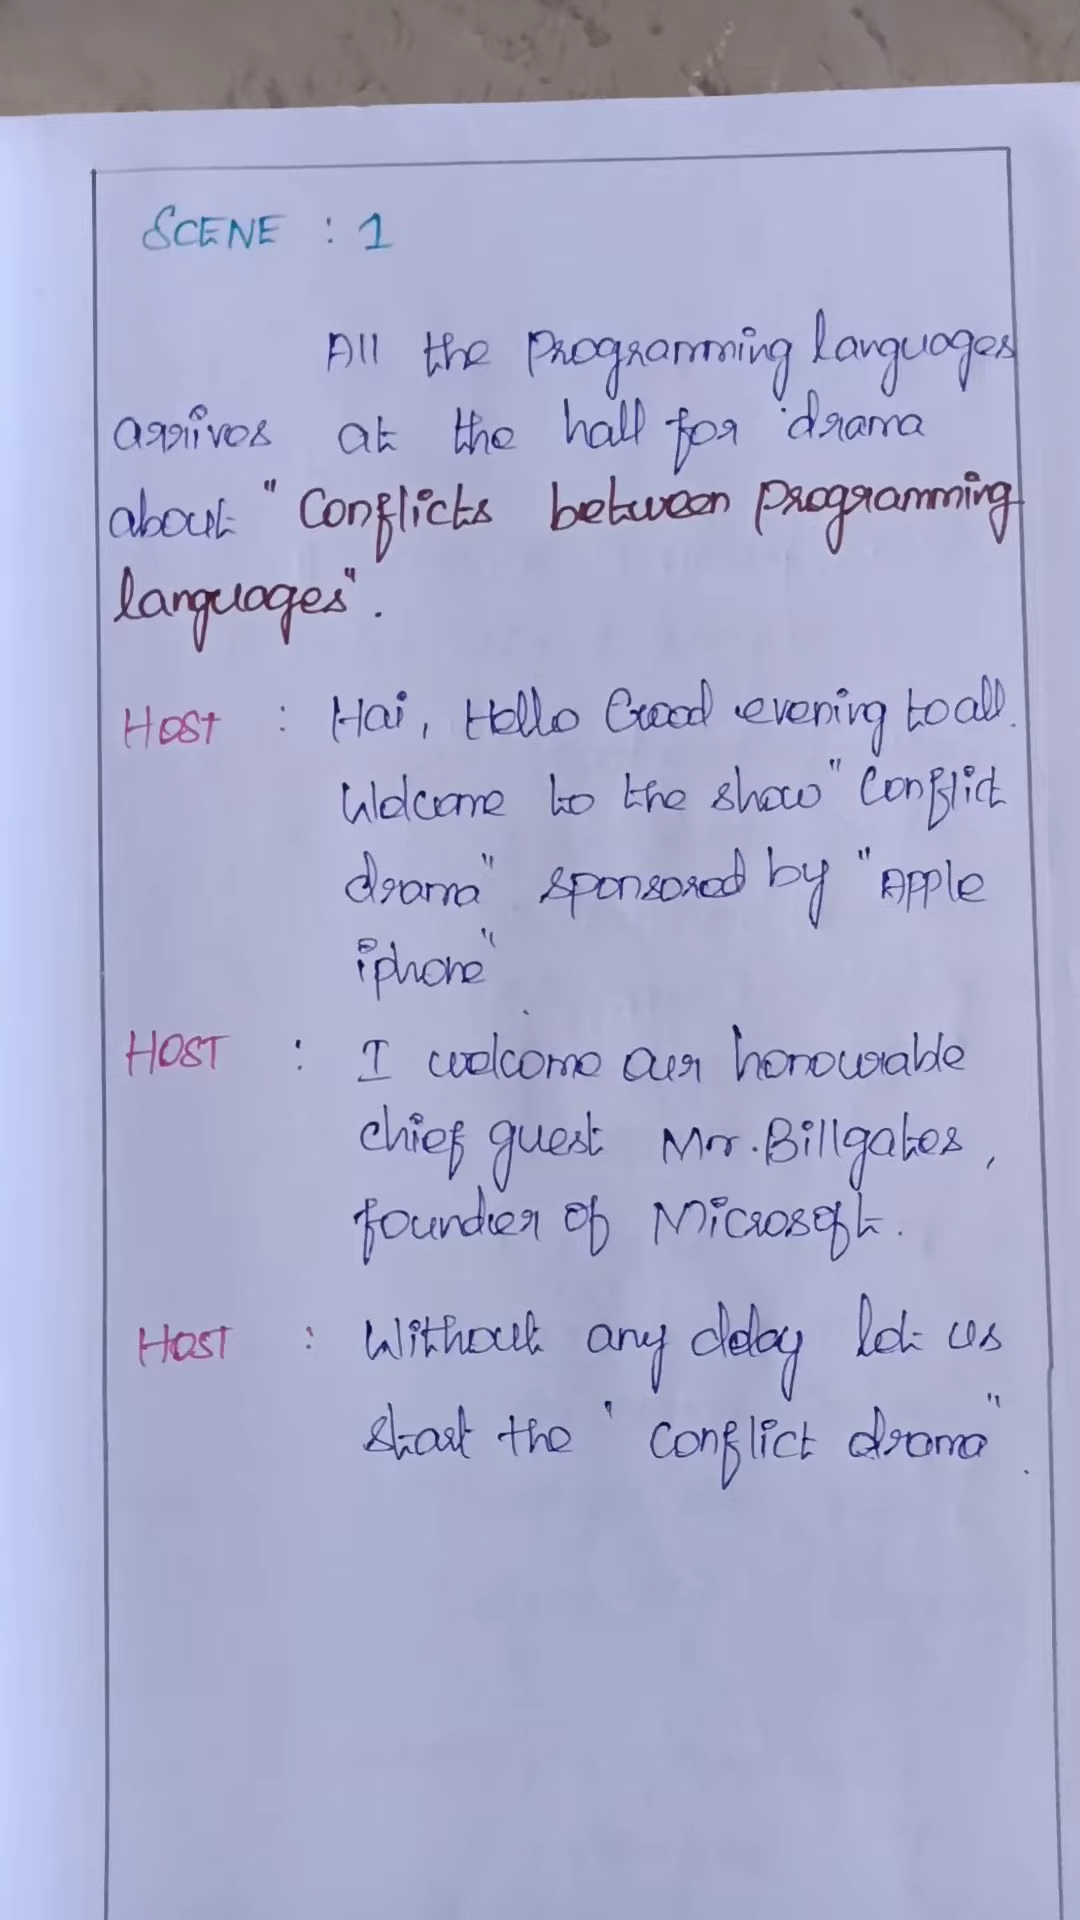 SCENE : 1
All the programming languages
arrives at the hall for drama
about "Conflicts between programming
languages".
HOST : Hai, Hello Good evening to all.
Welcome to the show "Conflict
drama" sponsored by "Apple
iphone"
HOST : I welcome our honourable
chief guest Mr. Billgates,
founder of Microsoft.
HOST : Without any delay let us
start the "Conflict drama".